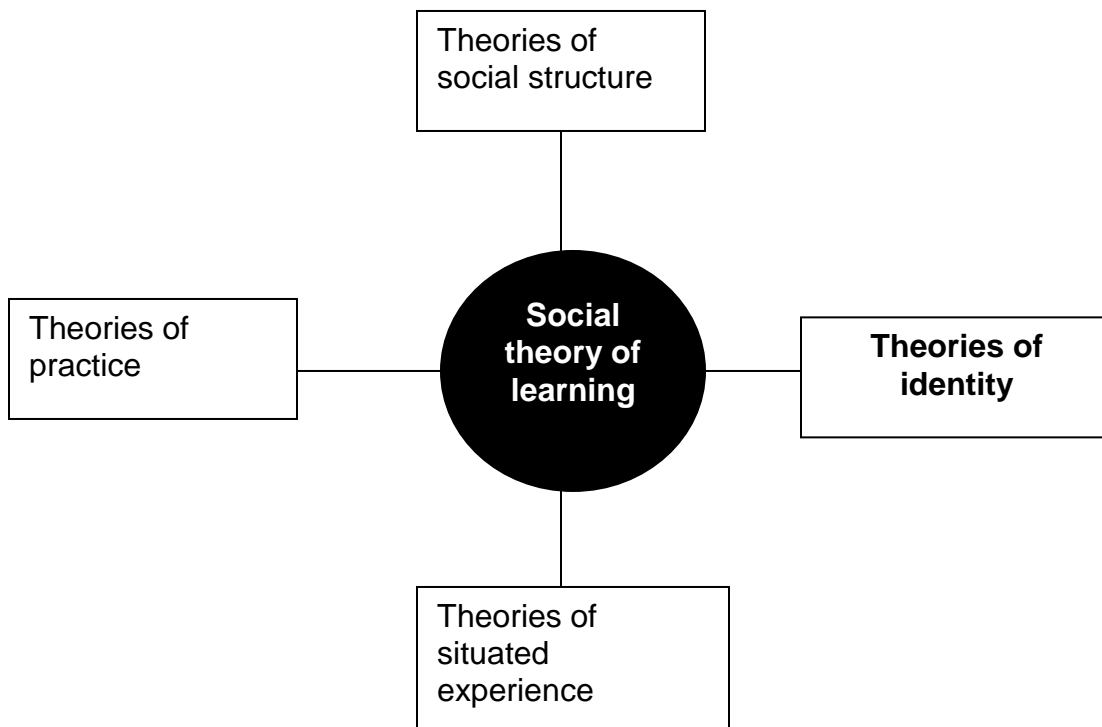 Theories of
social structure
Social
theory of
learning
Theories of
practice
Theories of
identity
Theories of
situated
experience